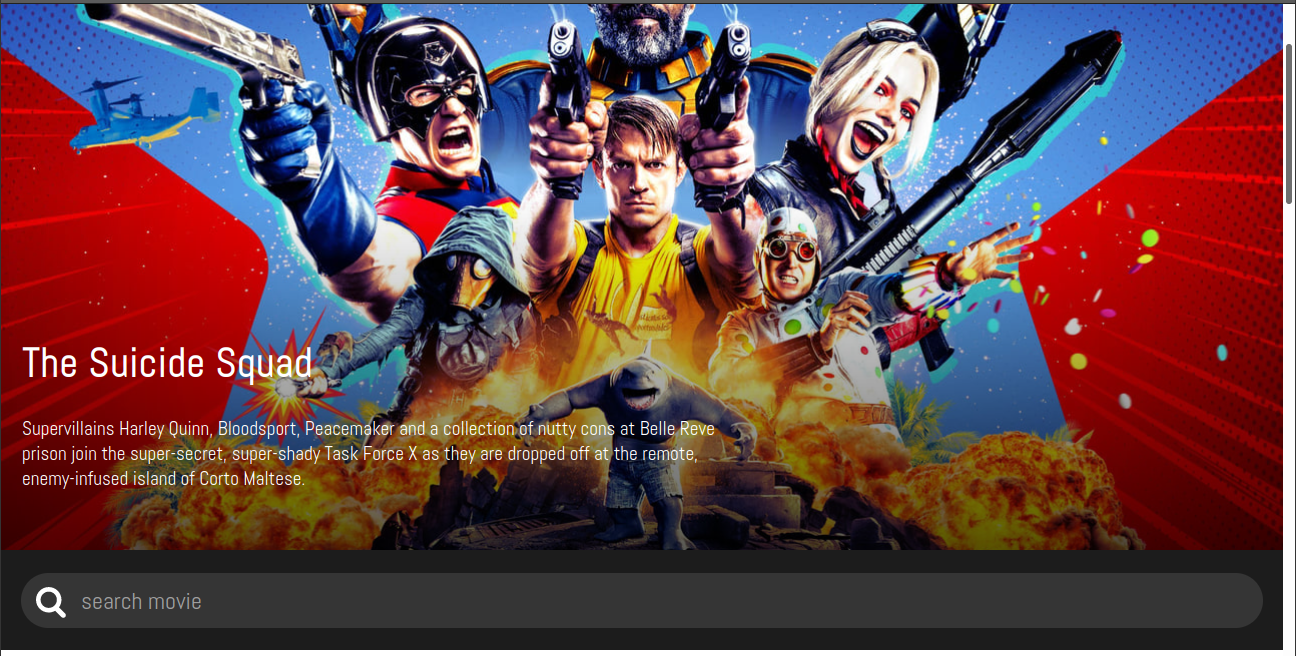 The Suicide Squad
Supervillains Harley Quinn, Bloodsport, Peacemaker and a collection of nutty cons at Belle Reve
prison join the super-secret, super-shady Task Force X as they are dropped off at the remote,
enemy-infused island of Corto Maltese.
search movie